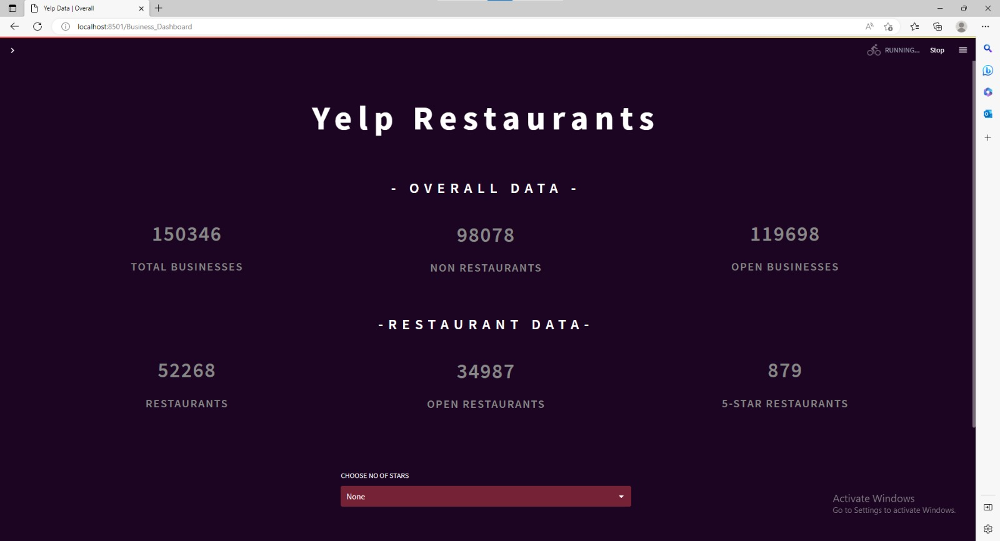 Yelp Data | Overall
localhost:8501/Business_Dashboard
RUNNING...
Stop
Yelp Restaurants
- OVERALL DATA -
150346
98078
119698
TOTAL BUSINESSES
NON RESTAURANTS
OPEN BUSINESSES
-RESTAURANT DATA-
52268
34987
879
RESTAURANTS
OPEN RESTAURANTS
5-STAR RESTAURANTS
CHOOSE NO OF STARS
None
Activate Windows
Go to Settings to activate Windows.